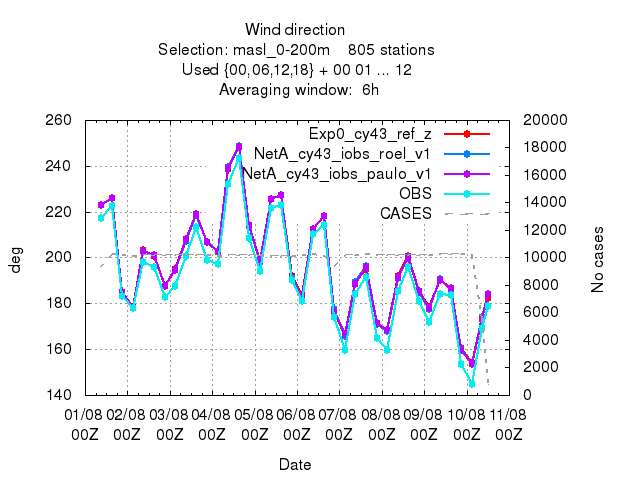 Wind direction
Selection: masl_0-200m 805 stations
Used {00,06,12,18} + 00 01 ... 12
Averaging window: 6h
260 20000
Exp0_cy43_ref_z
18000
NetA_cy43_iobs_roel_v1
240 16000
NetA_cy43_iobs_paulo_v1
OBS
14000
220
CASES
12000
deg 200 10000 No cases
8000
180
6000
160 4000
2000
140 0
01/08 02/08 03/08 04/08 05/08 06/08 07/08 08/08 09/08 10/08 11/08
00Z 00Z 00Z 00Z 00Z 00Z 00Z 00Z 00Z 00Z 00Z
Date